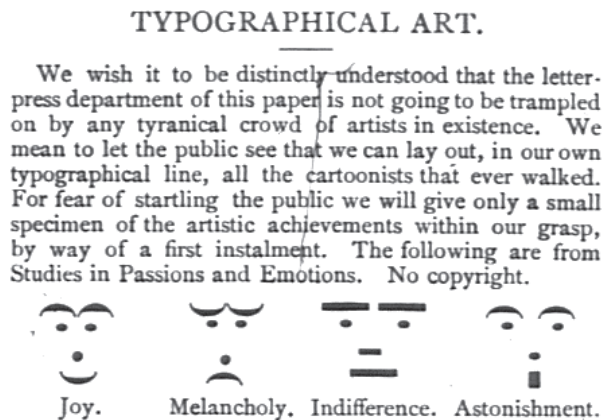 TYPOGRAPHICAL ART.
We wish it to be distinctly understood that the letter-
press department of this paper is not going to be trampled
on by any tyranical crowd of artists in existence. We
mean to let the public see that we can lay out, in our own
typographical line, all the cartoonists that ever walked.
For fear of startling the public we will give only a small
specimen of the artistic achievements within our grasp,
by way of a first instalment. The following are from
Studies in Passions and Emotions. No copyright.
Joy. Melancholy. Indifference. Astonishment.